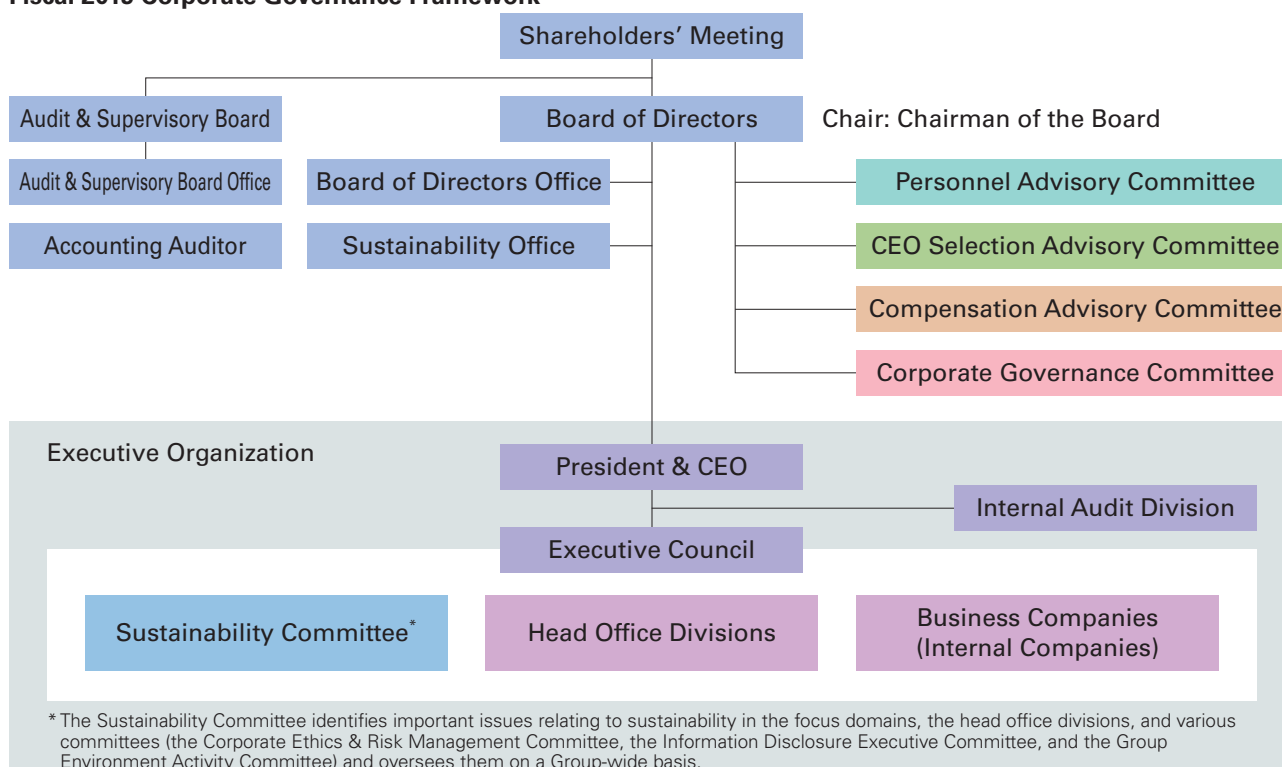 Fiscal Corporate Governance Framework
Shareholders’ Meeting
Audit & Supervisory Board
Board of Directors
Chair: Chairman of the Board
Audit & Supervisory Board Office
Board of Directors Office
Personnel Advisory Committee
Accounting Auditor
Sustainability Office
CEO Selection Advisory Committee
Compensation Advisory Committee
Corporate Governance Committee
Executive Organization
President & CEO
Internal Audit Division
Executive Council
Sustainability Committee*
Head Office Divisions
Business Companies
(Internal Companies)
* The Sustainability Committee identifies important issues relating to sustainability in the focus domains, the head office divisions, and various
committees (the Corporate Ethics & Risk Management Committee, the Information Disclosure Executive Committee, and the Group
Environment Activity Committee) and oversees them on a Group-wide basis.